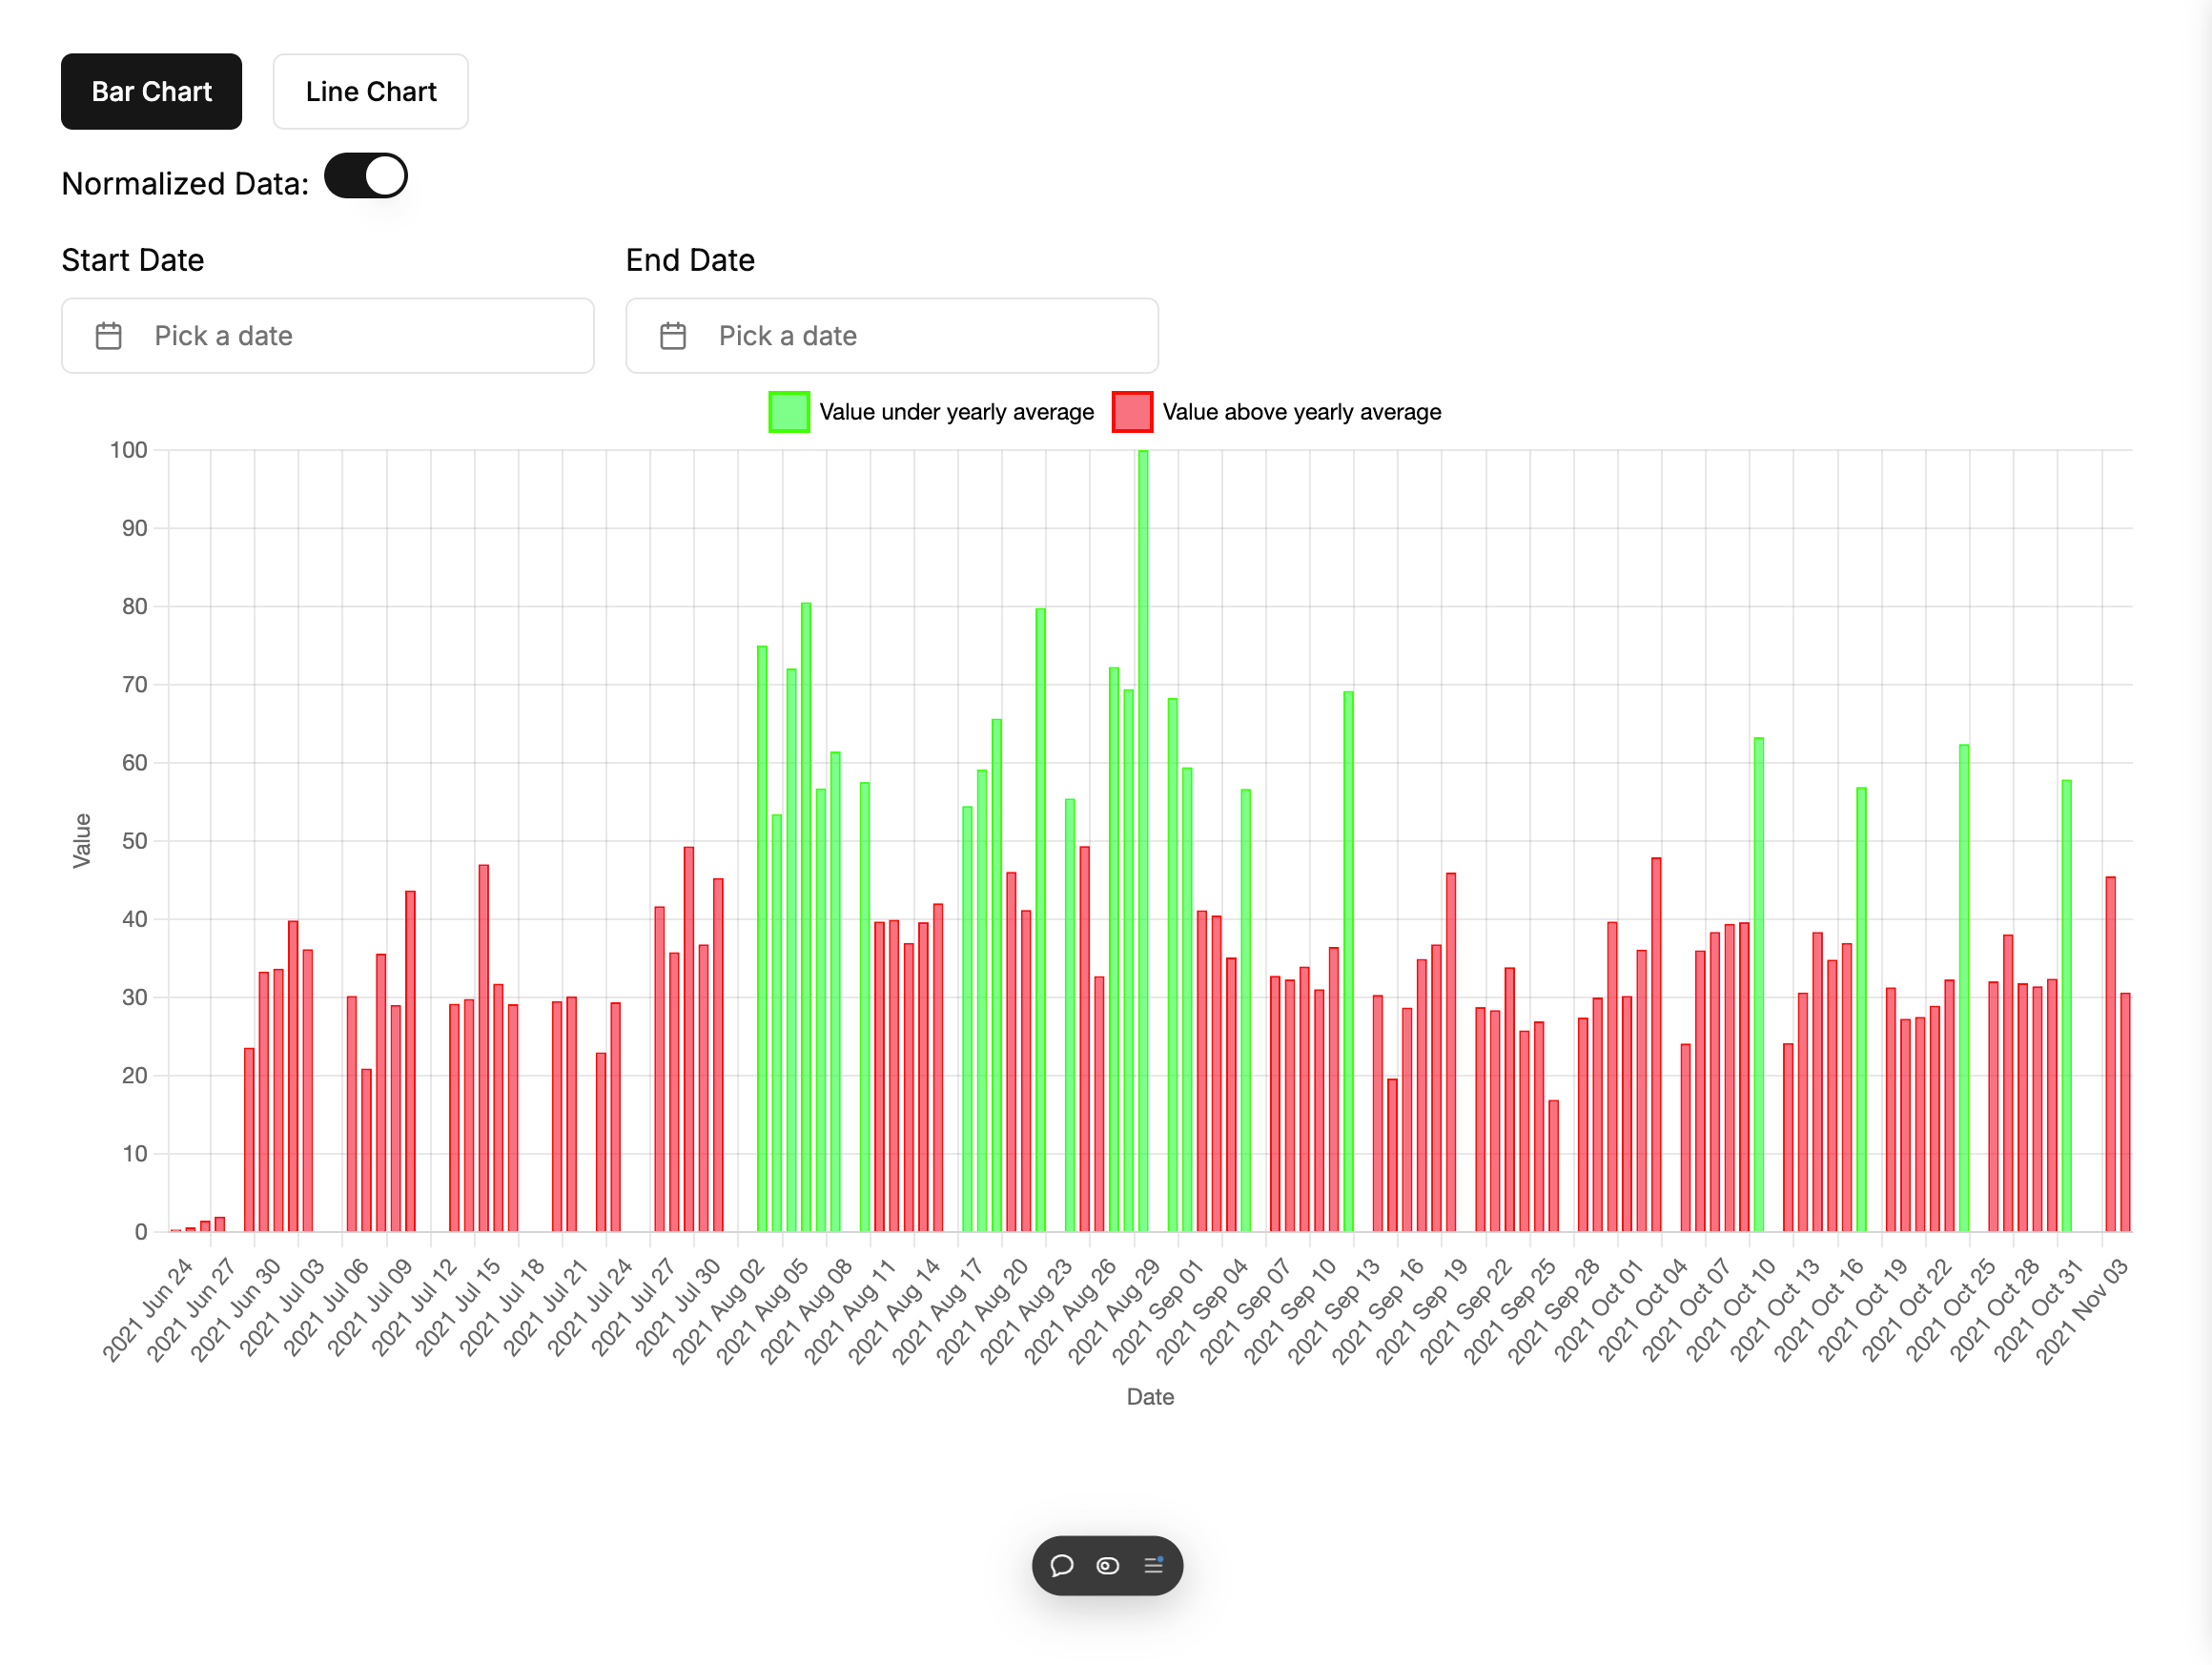 Bar Chart
Line Chart
Normalized Data:
Start Date
End Date
Pick a date
Pick a date
Value under yearly average
Value above yearly average
100
90
80
70
60
50
40
30
20
10
0
Value
2021 Jun 24
2021 Jun 27
2021 Jun 30
2021 Jul 03
2021 Jul 06
2021 Jul 09
2021 Jul 12
2021 Jul 15
2021 Jul 18
2021 Jul 21
2021 Jul 24
2021 Jul 27
2021 Jul 30
2021 Aug 02
2021 Aug 05
2021 Aug 08
2021 Aug 11
2021 Aug 14
2021 Aug 17
2021 Aug 20
2021 Aug 23
2021 Aug 26
2021 Aug 29
2021 Sep 01
2021 Sep 04
2021 Sep 07
2021 Sep 10
2021 Sep 13
2021 Sep 16
2021 Sep 19
2021 Sep 22
2021 Sep 25
2021 Sep 28
2021 Oct 01
2021 Oct 04
2021 Oct 07
2021 Oct 10
2021 Oct 13
2021 Oct 16
2021 Oct 19
2021 Oct 22
2021 Oct 25
2021 Oct 28
2021 Oct 31
2021 Nov 03
Date